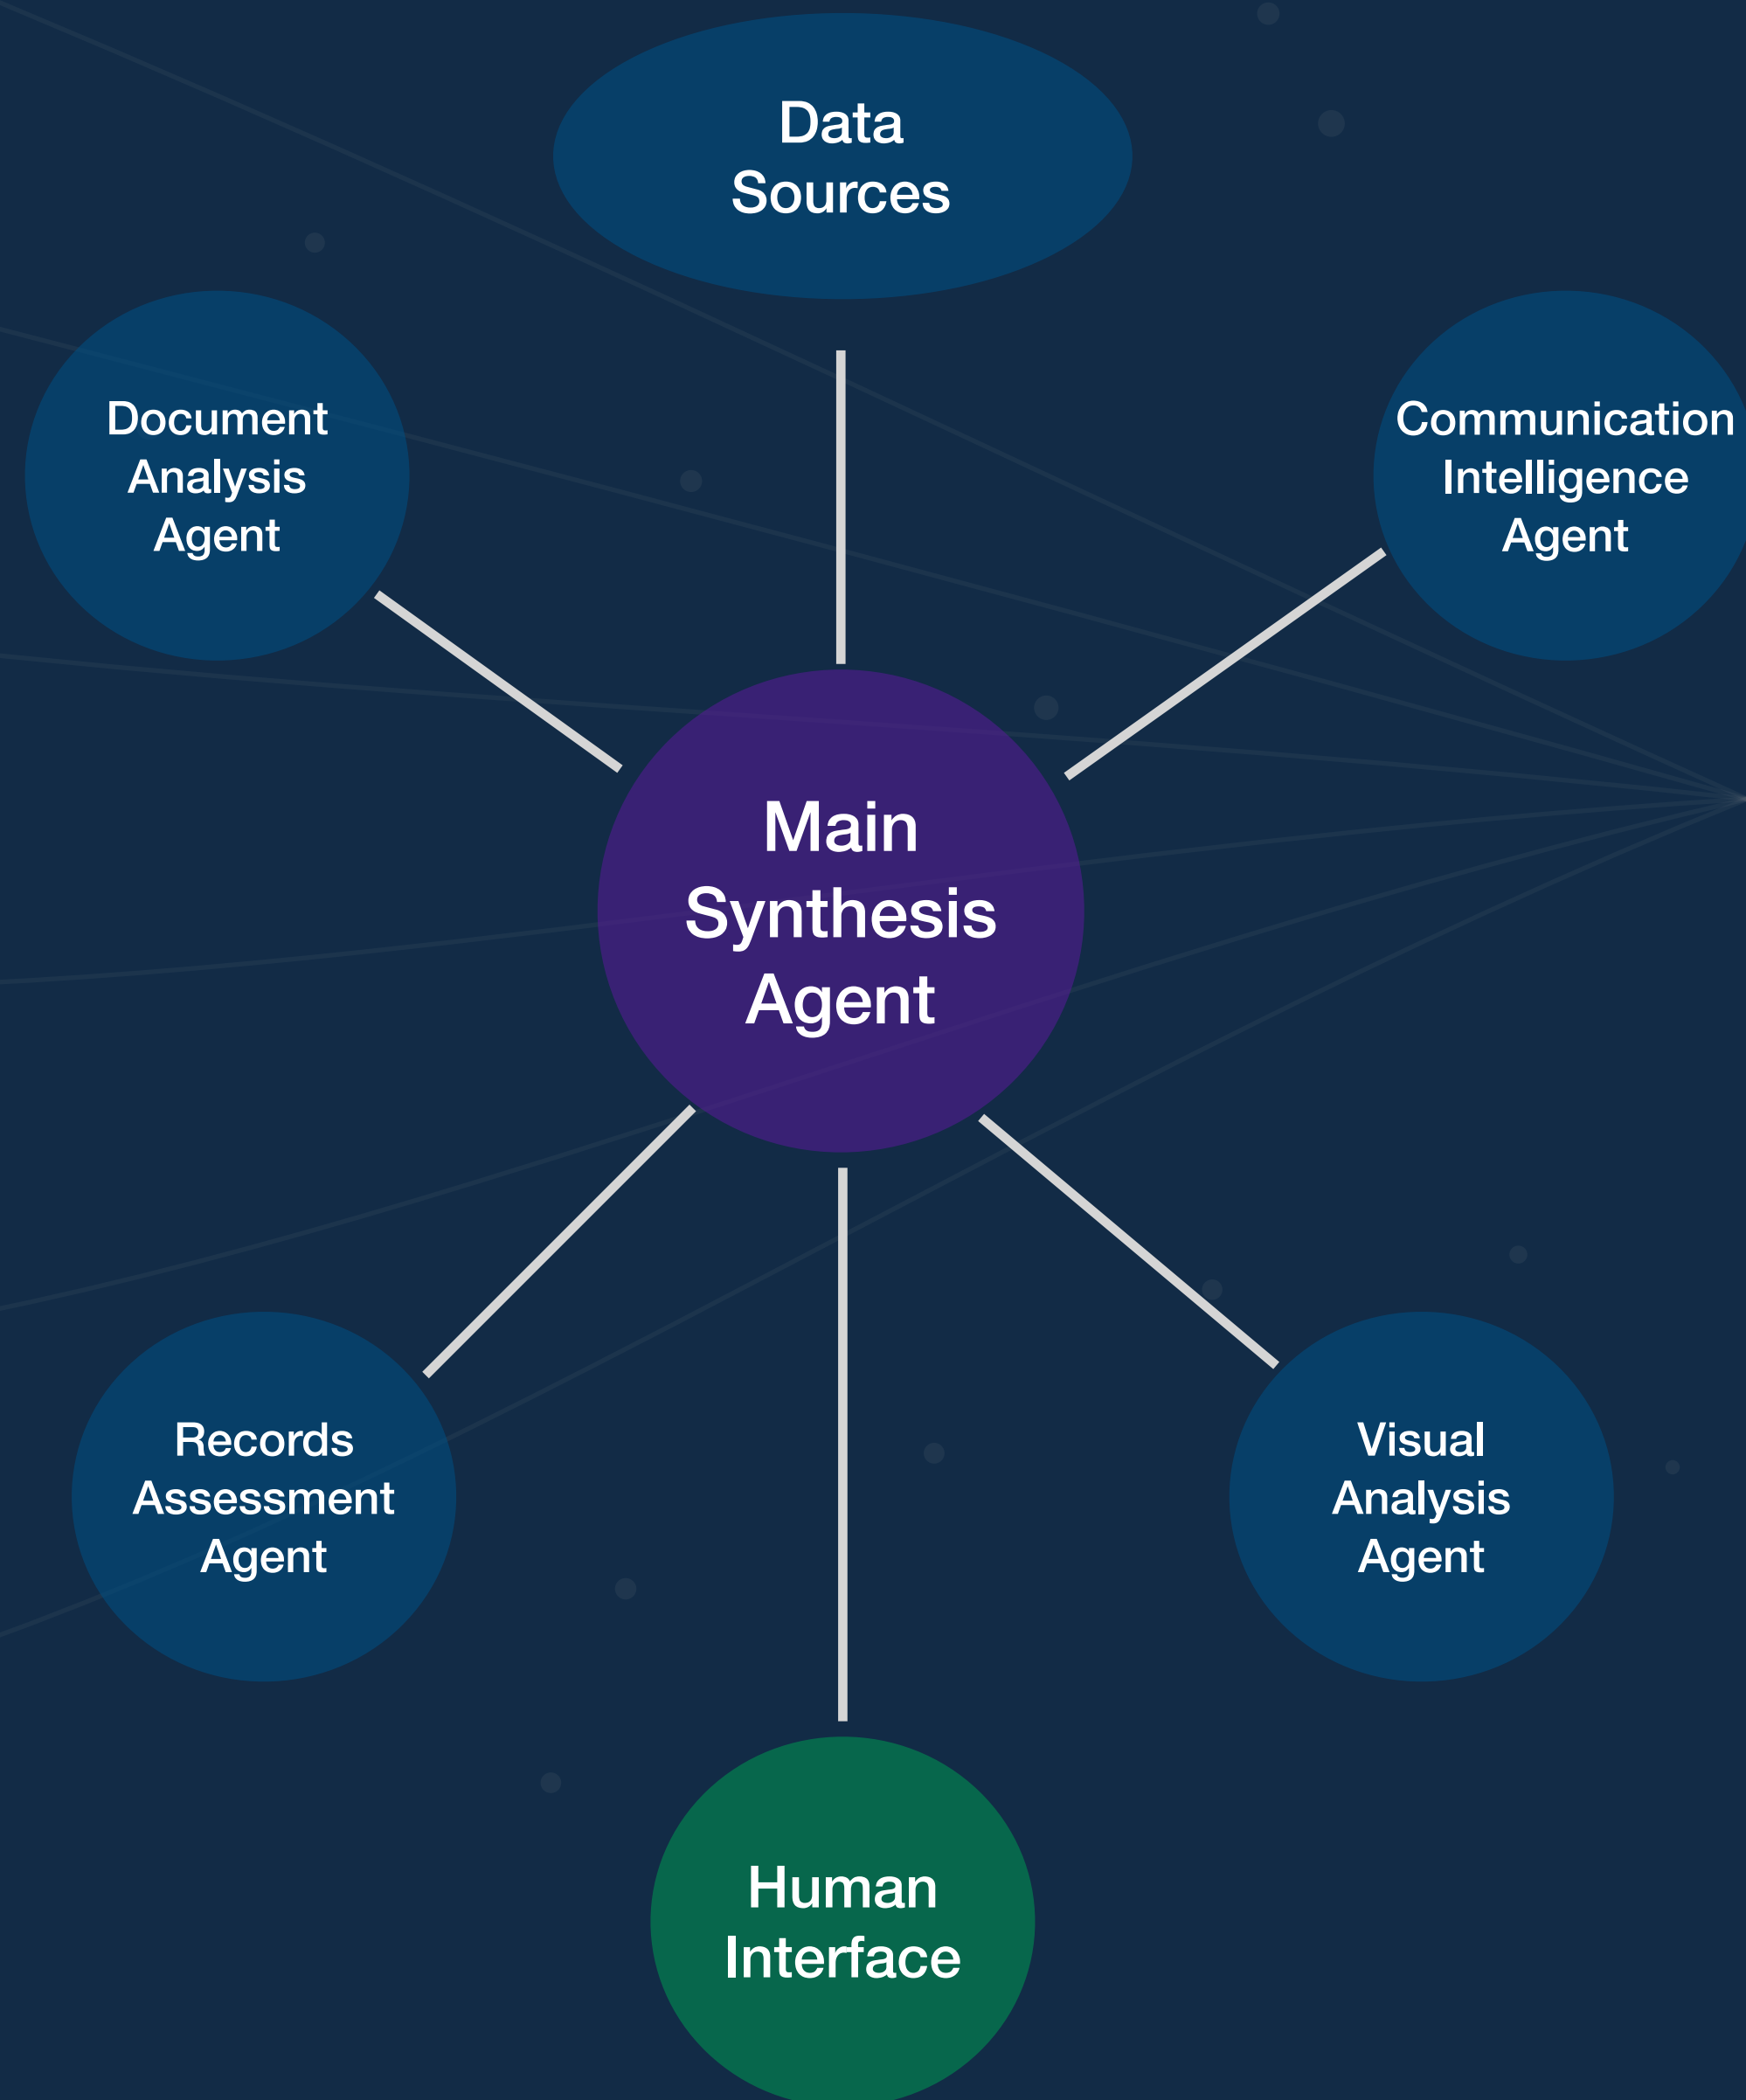 Data
Sources
Document
Analysis
Agent
Communication
Intelligence
Agent
Main
Synthesis
Agent
Records
Assessment
Agent
Visual
Analysis
Agent
Human
Interface